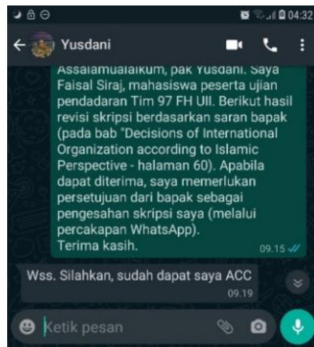 04:32
Yusdani
Assalamualaikum, pak Yusdani. Saya
Faisal Siraj, mahasiswa peserta ujian
pendadaran Tim 97 FH UII. Berikut hasil
revisi skripsi berdasarkan saran bapak
(pada bab "Decisions of International
Organization according to Islamic
Perspective - halaman 60). Apabila
dapat diterima, saya memerlukan
persetujuan dari bapak sebagai
pengesahan skripsi saya (melalui
percakapan WhatsApp).
Terima kasih.
09.15
Wss. Silahkan, sudah dapat saya ACC
09.19
Ketik pesan